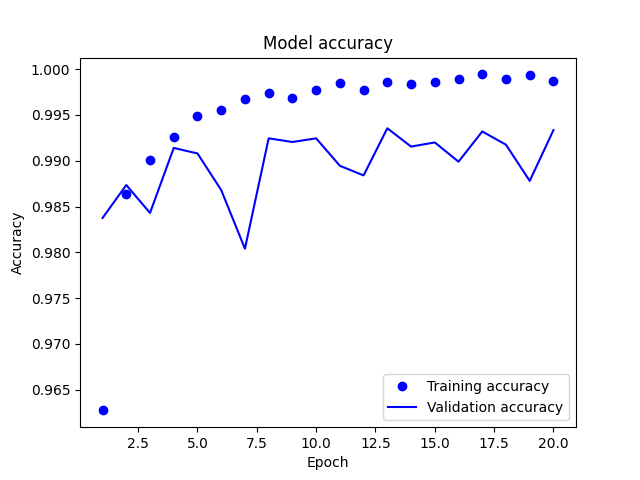 Model accuracy
1.000
0.995
0.990
0.985
0.980
0.975
0.970
0.965
Accuracy
Training accuracy
Validation accuracy
2.5 5.0 7.5 10.0 12.5 15.0 17.5 20.0
Epoch